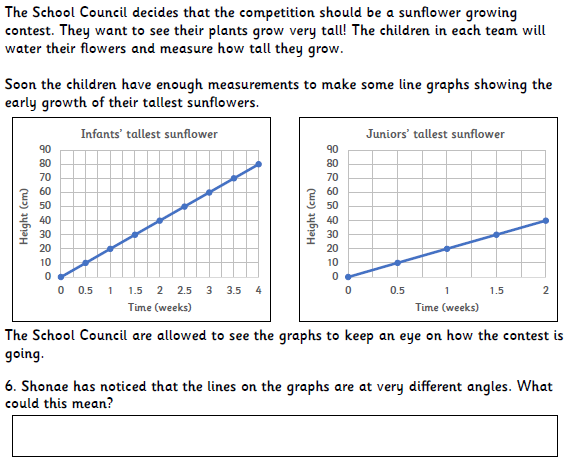 The School Council decides that the competition should be a sunflower growing
contest. They want to see their plants grow very tall! The children in each team will
water their flowers and measure how tall they grow.
Soon the children have enough measurements to make some line graphs showing the
early growth of their tallest sunflowers.
Infants' tallest sunflower
90
80
70
60
50
40
30
20
10
0
Height (cm)
0 0.5 1 1.5 2 2.5 3 3.5 4
Time (weeks)
Juniors' tallest sunflower
90
80
70
60
50
40
30
20
10
0
Height (cm)
0 0.5 1 1.5 2
Time (weeks)
The School Council are allowed to see the graphs to keep an eye on how the contest is
going.
6. Shonae has noticed that the lines on the graphs are at very different angles. What
could this mean?